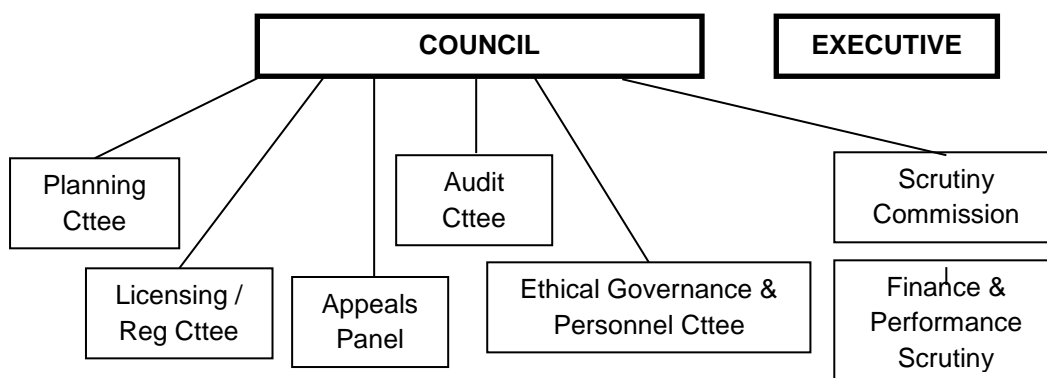 COUNCIL
EXECUTIVE
Planning
Cttee
Audit
Cttee
Scrutiny
Commission
Licensing /
Reg Cttee
Appeals
Panel
Ethical Governance &
Personnel Cttee
Finance &
Performance
Scrutiny